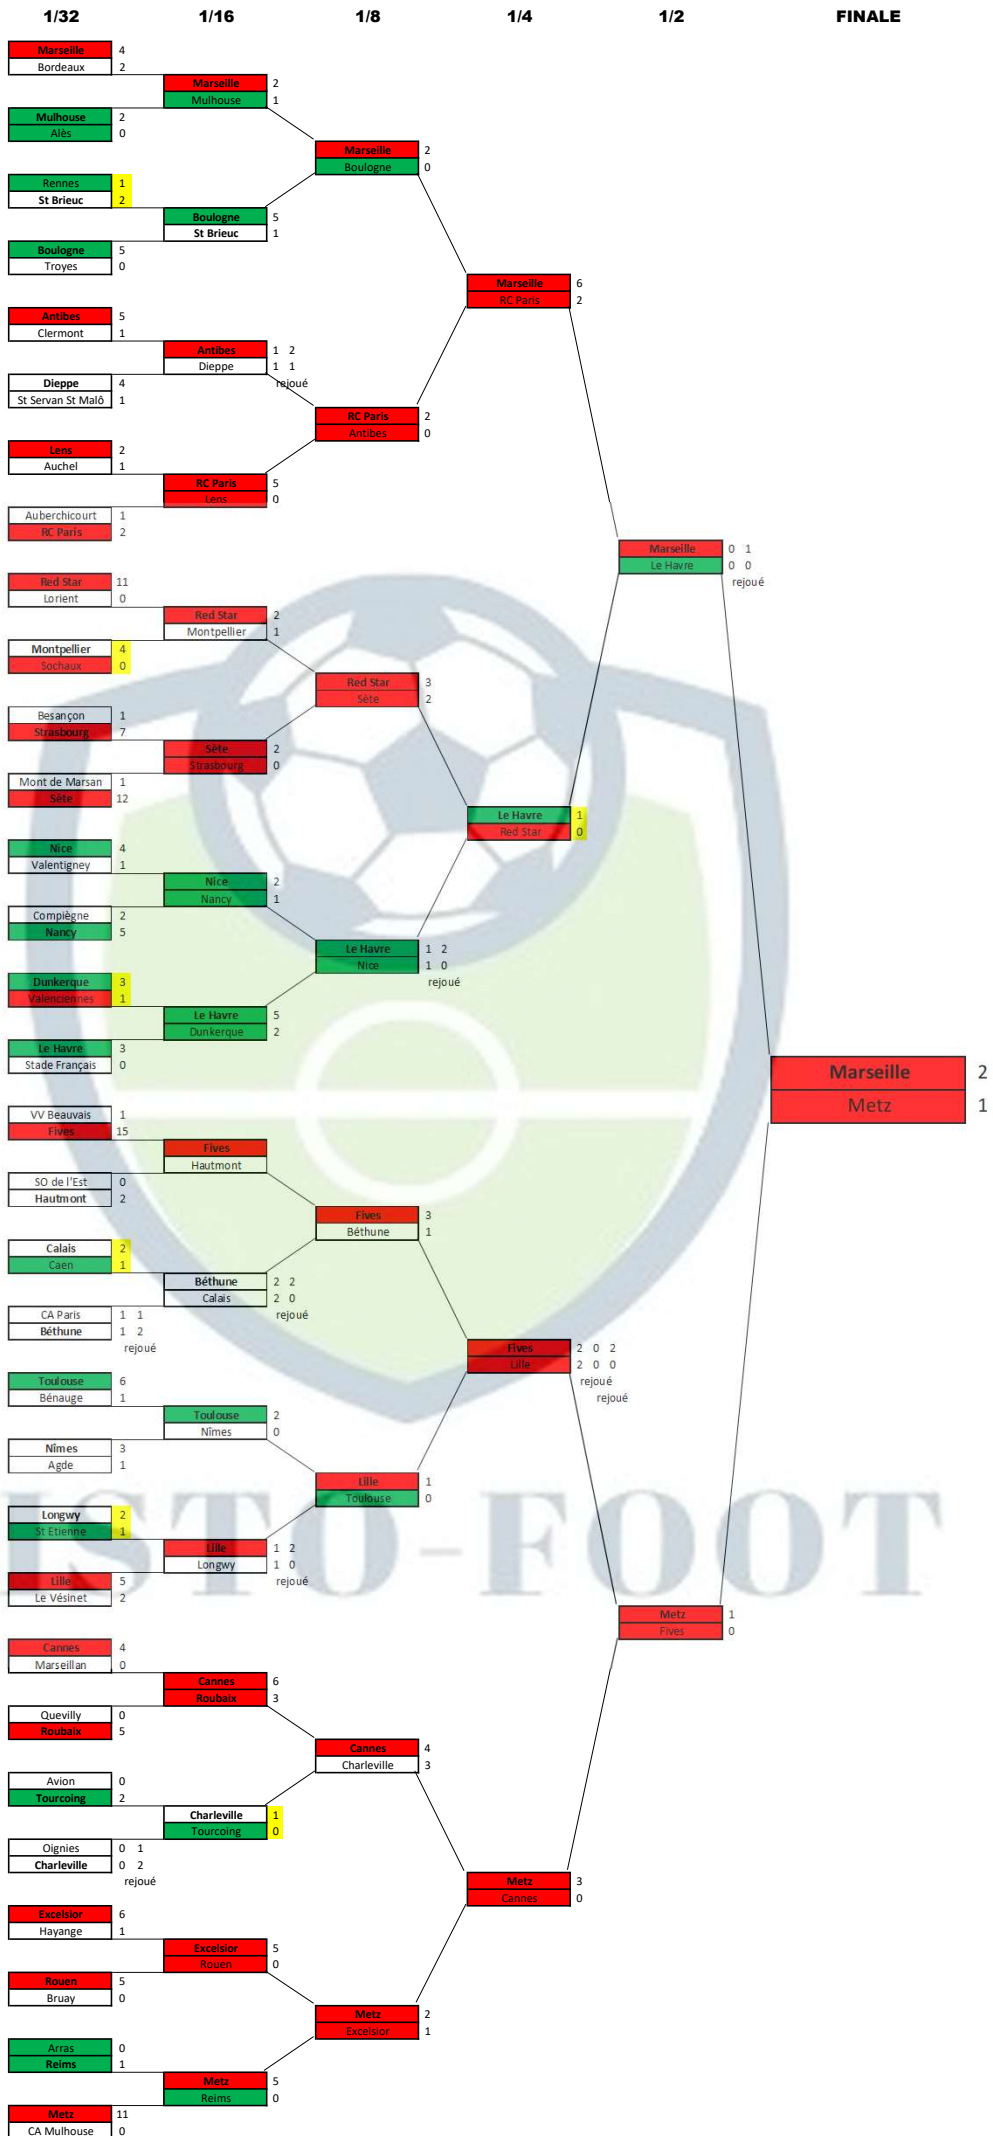 1/32 1/16 1/8 1/4 1/2 FINALE
Marseille 4
Bordeaux 2
Marseille 2
Mulhouse 1
Mulhouse 2
Alès 0
Marseille 2
Boulogne 0
Rennes 1
St Brieuc 2
Boulogne 5
St Brieuc 1
Boulogne 5
Troyes 0
Marseille 6
RC Paris 2
Antibes 5
Clermont 1
Antibes 1 2
Dieppe 1 1
rejoué
Dieppe 4
St Servan St Malô 1
RC Paris 2
Antibes 0
Lens 2
Auchel 1
RC Paris 5
Lens 0
Auberchicourt 1
RC Paris 2
Marseille 0 1
Le Havre 0 0
rejoué
Red Star 11
Lorient 0
Red Star 2
Montpellier 1
Montpellier 4
Sochaux 0
Red Star 3
Sète 2
Besançon 1
Strasbourg 7
Sète 2
Strasbourg 0
Mont de Marsan 1
Sète 12
Le Havre 1
Red Star 0
Nice 4
Valentigney 1
Nice 2
Nancy 1
Compiègne 2
Nancy 5
Le Havre 1 2
Nice 1 0
rejoué
Dunkerque 3
Valenciennes 1
Le Havre 5
Dunkerque 2
Le Havre 3
Stade Français 0
Marseille 2
Metz 1
VV Beauvais 1
Fives 15
Fives
Hautmont
SO de l'Est 0
Hautmont 2
Fives 3
Béthune 1
Calais 2
Caen 1
Béthune 2 2
Calais 2 0
rejoué
CA Paris 1 1
Béthune 1 2
rejoué
Fives 2 0 2
Lille 2 0 0
rejoué
rejoué
Toulouse 6
Bénauge 1
Toulouse 2
Nîmes 0
Nîmes 3
Agde 1
Lille 1
Toulouse 0
Longwy 2
St Etienne 1
Lille 1 2
Longwy 1 0
rejoué
Lille 5
Le Vésinet 2
ISTO-FOOT
Metz 1
Fives 0
Cannes 4
Marseillan 0
Cannes 6
Roubaix 3
Quevilly 0
Roubaix 5
Cannes 4
Charleville 3
Avion 0
Tourcoing 2
Charleville 1
Tourcoing 0
Oignies 0 1
Charleville 0 2
rejoué
Metz 3
Cannes 0
Excelsior 6
Hayange 1
Excelsior 5
Rouen 0
Rouen 5
Bruay 0
Metz 2
Excelsior 1
Arras 0
Reims 1
Metz 5
Reims 0
Metz 11
CA Mulhouse 0